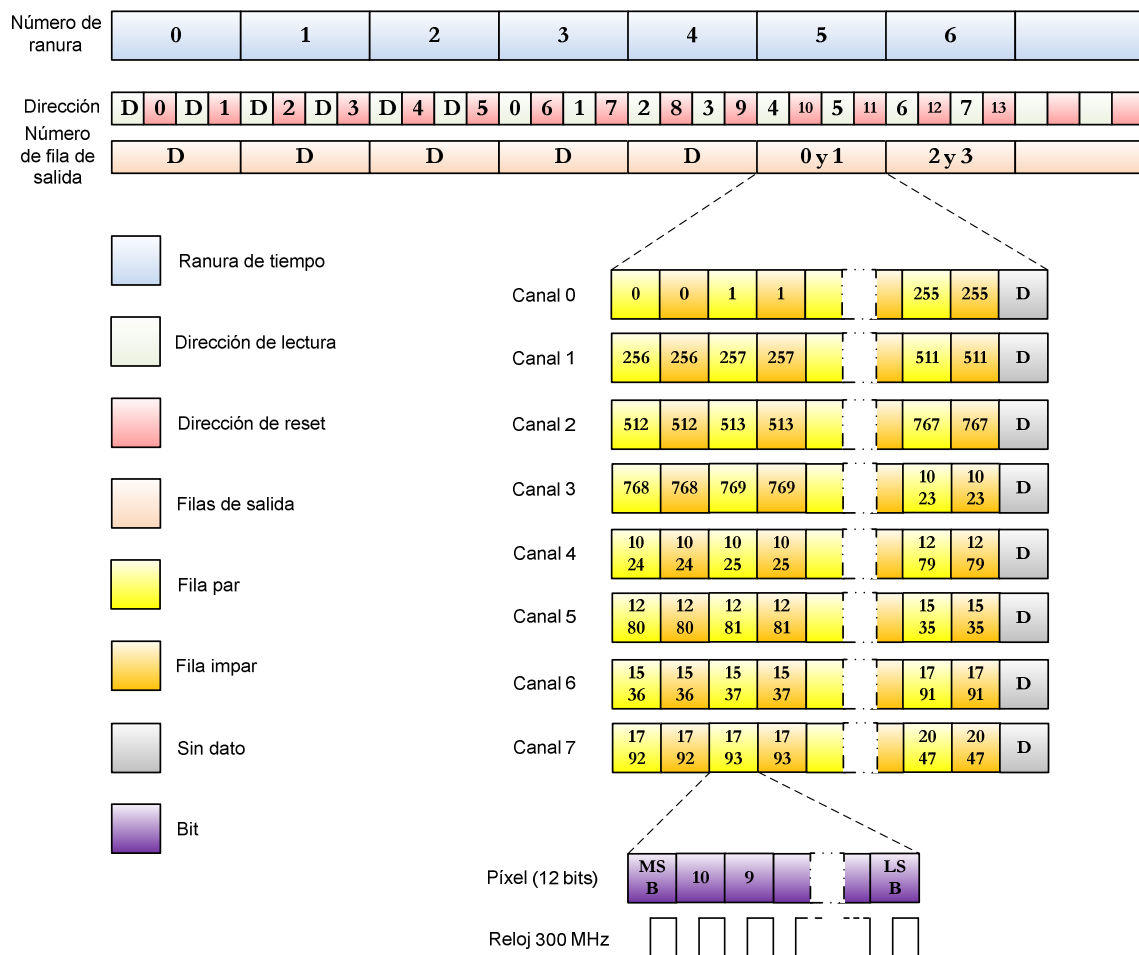 Número de
ranura
0 1 2 3 4 5 6
Dirección
D 0 D 1 D 2 D 3 D 4 D 5 0 6 1 7 2 8 3 9 4 10 5 11 6 12 7 13
Número
de fila de
salida
D D D D D 0 y 1 2 y 3
Ranura de tiempo
Dirección de lectura
Dirección de reset
Filas de salida
Fila par
Fila impar
Sin dato
Bit
Canal 0
0 0 1 1 255 255 D
Canal 1
256 256 257 257 511 511 D
Canal 2
512 512 513 513 767 767 D
Canal 3
768 768 769 769
10 10
23 23
D
Canal 4
10 10 10 10 12 12
24 24 25 25 79 79
D
Canal 5
12 12 12 12 15 15
80 80 81 81 35 35
D
Canal 6
15 15 15 15 17 17
36 36 37 37 91 91
D
Canal 7
17 17 17 17 20 20
92 92 93 93 47 47
D
Píxel (12 bits)
MS
B
10 9
LS
B
Reloj 300 MHz